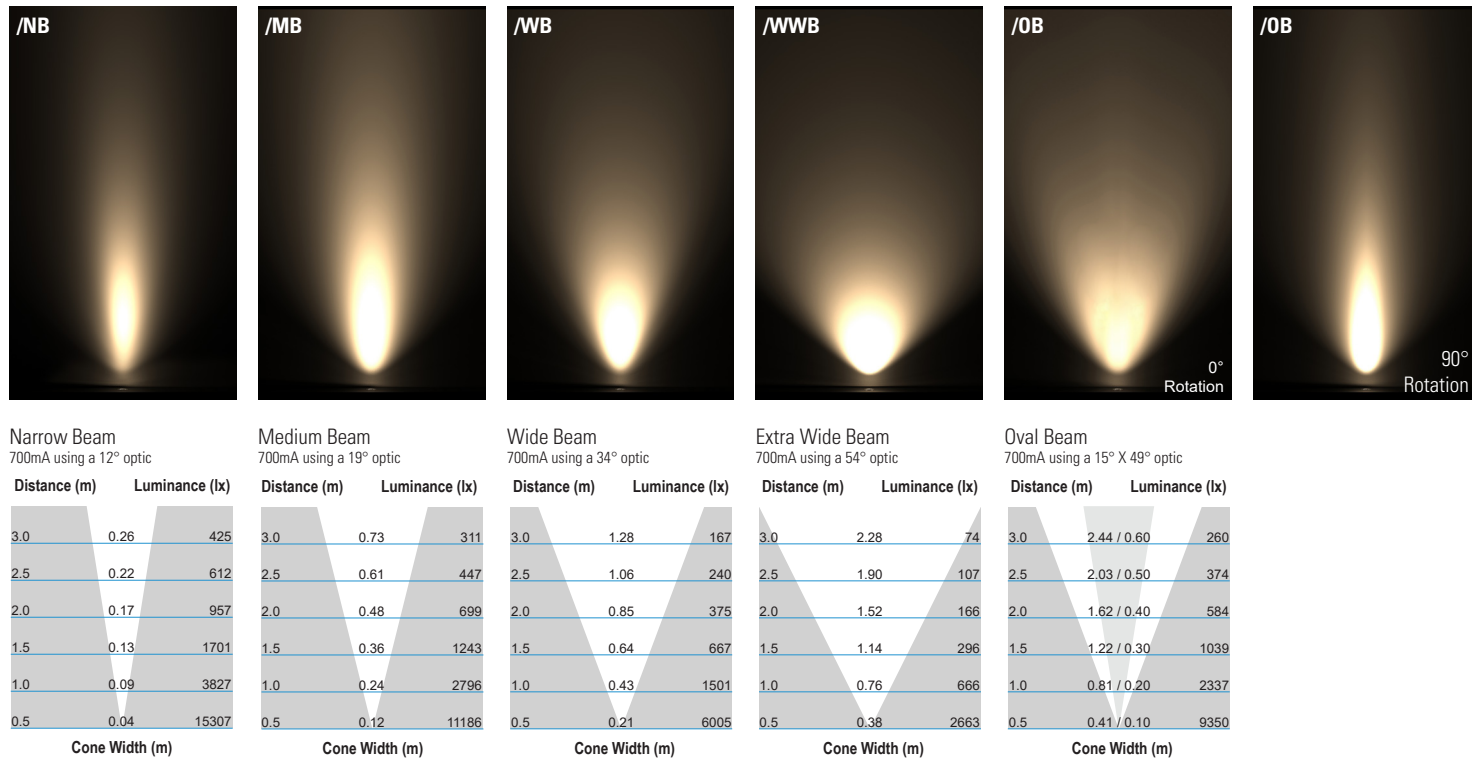 /NB
/MB
/WB
/WWB
/OB
0°
Rotation
/OB
90°
Rotation
Narrow Beam
700mA using a 12° optic
Distance (m) Luminance (lx)
3.0 0.26 425
2.5 0.22 612
2.0 0.17 957
1.5 0.13 1701
1.0 0.09 3827
0.5 0.04 15307
Cone Width (m)
Medium Beam
700mA using a 19° optic
Distance (m) Luminance (lx)
3.0 0.73 311
2.5 0.61 447
2.0 0.48 699
1.5 0.36 1243
1.0 0.24 2796
0.5 0.12 11186
Cone Width (m)
Wide Beam
700mA using a 34° optic
Distance (m) Luminance (lx)
3.0 1.28 167
2.5 1.06 240
2.0 0.85 375
1.5 0.64 667
1.0 0.43 1501
0.5 0.21 6005
Cone Width (m)
Extra Wide Beam
700mA using a 54° optic
Distance (m) Luminance (lx)
3.0 2.28 74
2.5 1.90 107
2.0 1.52 166
1.5 1.14 296
1.0 0.76 666
0.5 0.38 2663
Cone Width (m)
Oval Beam
700mA using a 15° X 49° optic
Distance (m) Luminance (lx)
3.0 2.44 / 0.60 260
2.5 2.03 / 0.50 374
2.0 1.62 / 0.40 584
1.5 1.22 / 0.30 1039
1.0 0.81 / 0.20 2337
0.5 0.41 / 0.10 9350
Cone Width (m)